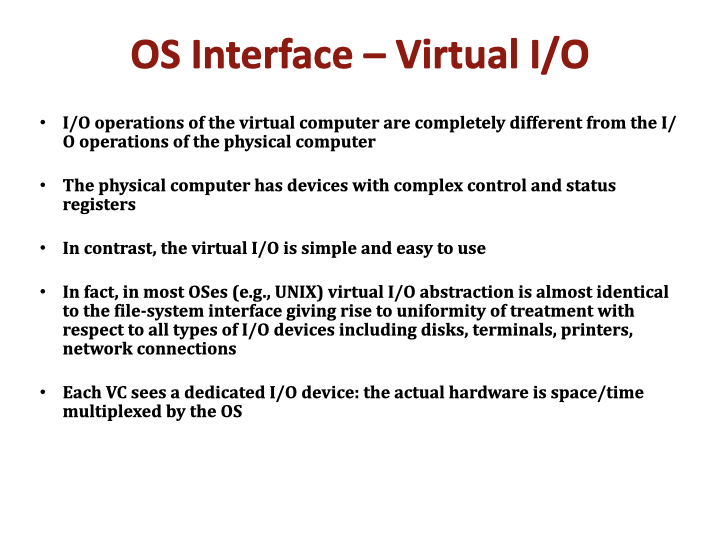 OS Interface – Virtual I/O
• I/O operations of the virtual computer are completely different from the I/
O operations of the physical computer
• The physical computer has devices with complex control and status
registers
• In contrast, the virtual I/O is simple and easy to use
• In fact, in most OSes (e.g., UNIX) virtual I/O abstraction is almost identical
to the file-system interface giving rise to uniformity of treatment with
respect to all types of I/O devices including disks, terminals, printers,
network connections
• Each VC sees a dedicated I/O device: the actual hardware is space/time
multiplexed by the OS